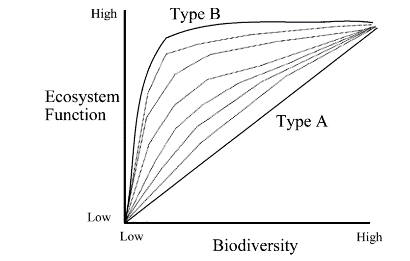 High
Type B
Ecosystem
Function
Type A
Low
Low
High
Biodiversity